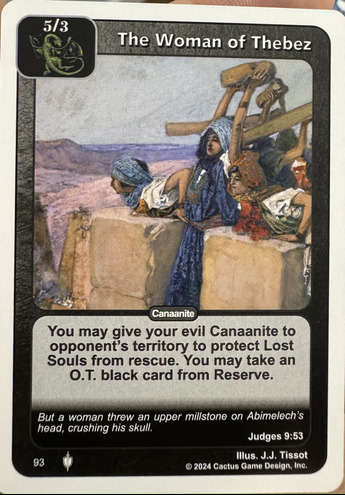 5/3
The Woman of Thebez
Canaanite
You may give your evil Canaanite to
opponent's territory to protect Lost
Souls from rescue. You may take an
O.T. black card from Reserve.
But a woman threw an upper millstone on Abimelech's
head, crushing his skull.
Judges 9:53
93
Illus. J.J. Tissot
© 2024 Cactus Game Design, Inc.